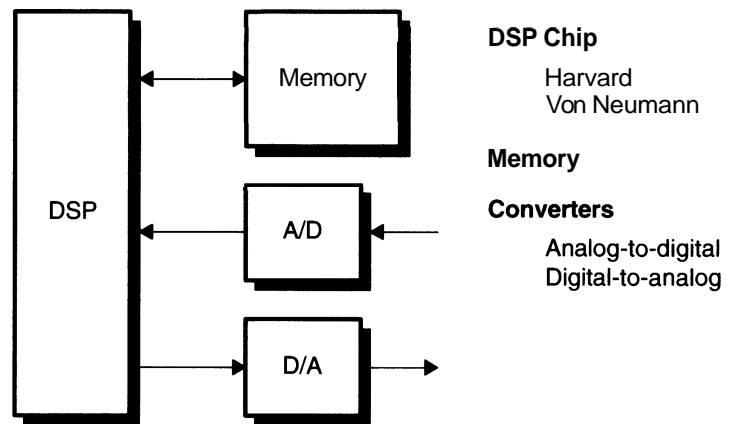 DSP
Memory
A/D
D/A
DSP Chip
Harvard
Von Neumann
Memory
Converters
Analog-to-digital
Digital-to-analog